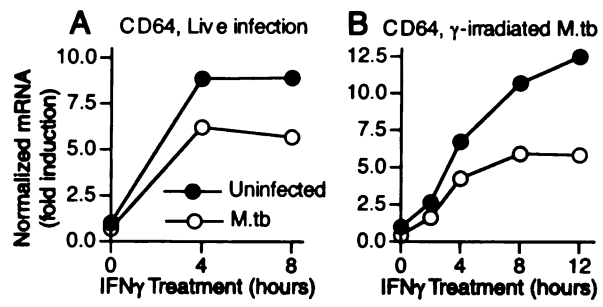 A CD64, Live infection
B CD64, γ-irradiated M.tb
Normalized mRNA
(fold induction)
10.0
7.5
5.0
2.5
0.0
Uninfected
M.tb
0 4 8
IFNγ Treatment (hours)
12.5
10.0
7.5
5.0
2.5
0.0
0 4 8 12
IFNγ Treatment (hours)